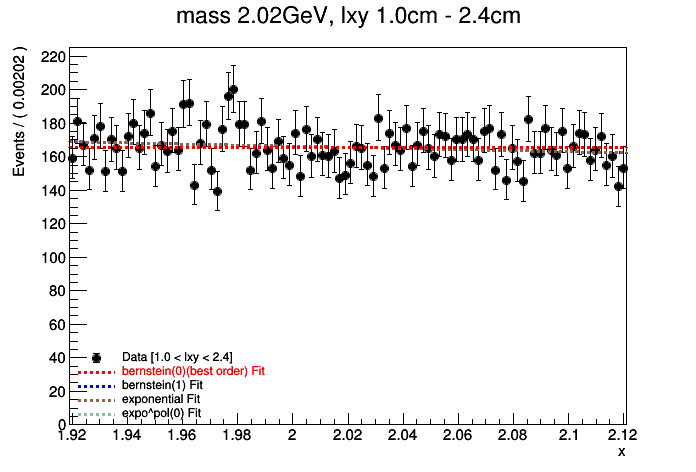 mass 2.02GeV, lxy 1.0cm - 2.4cm
Events / ( 0.00202 )
220
200
180
160
140
120
100
80
60
40
20
0
Data [1.0 < lxy < 2.4]
bernstein(0)(best order) Fit
bernstein(1) Fit
exponential Fit
expo^pol(0) Fit
1.92 1.94 1.96 1.98 2 2.02 2.04 2.06 2.08 2.1 2.12
x